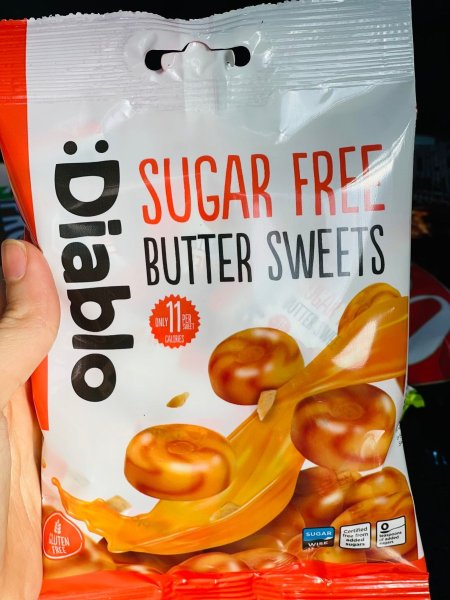 :Diablo
SUGAR FREE
BUTTER SWEETS
ONLY 11 PER SWEET
CALORIES
GLUTEN
FREE
SUGAR
WISE
Certified
free from
added
sugars
0
teaspoons
of added
sugars